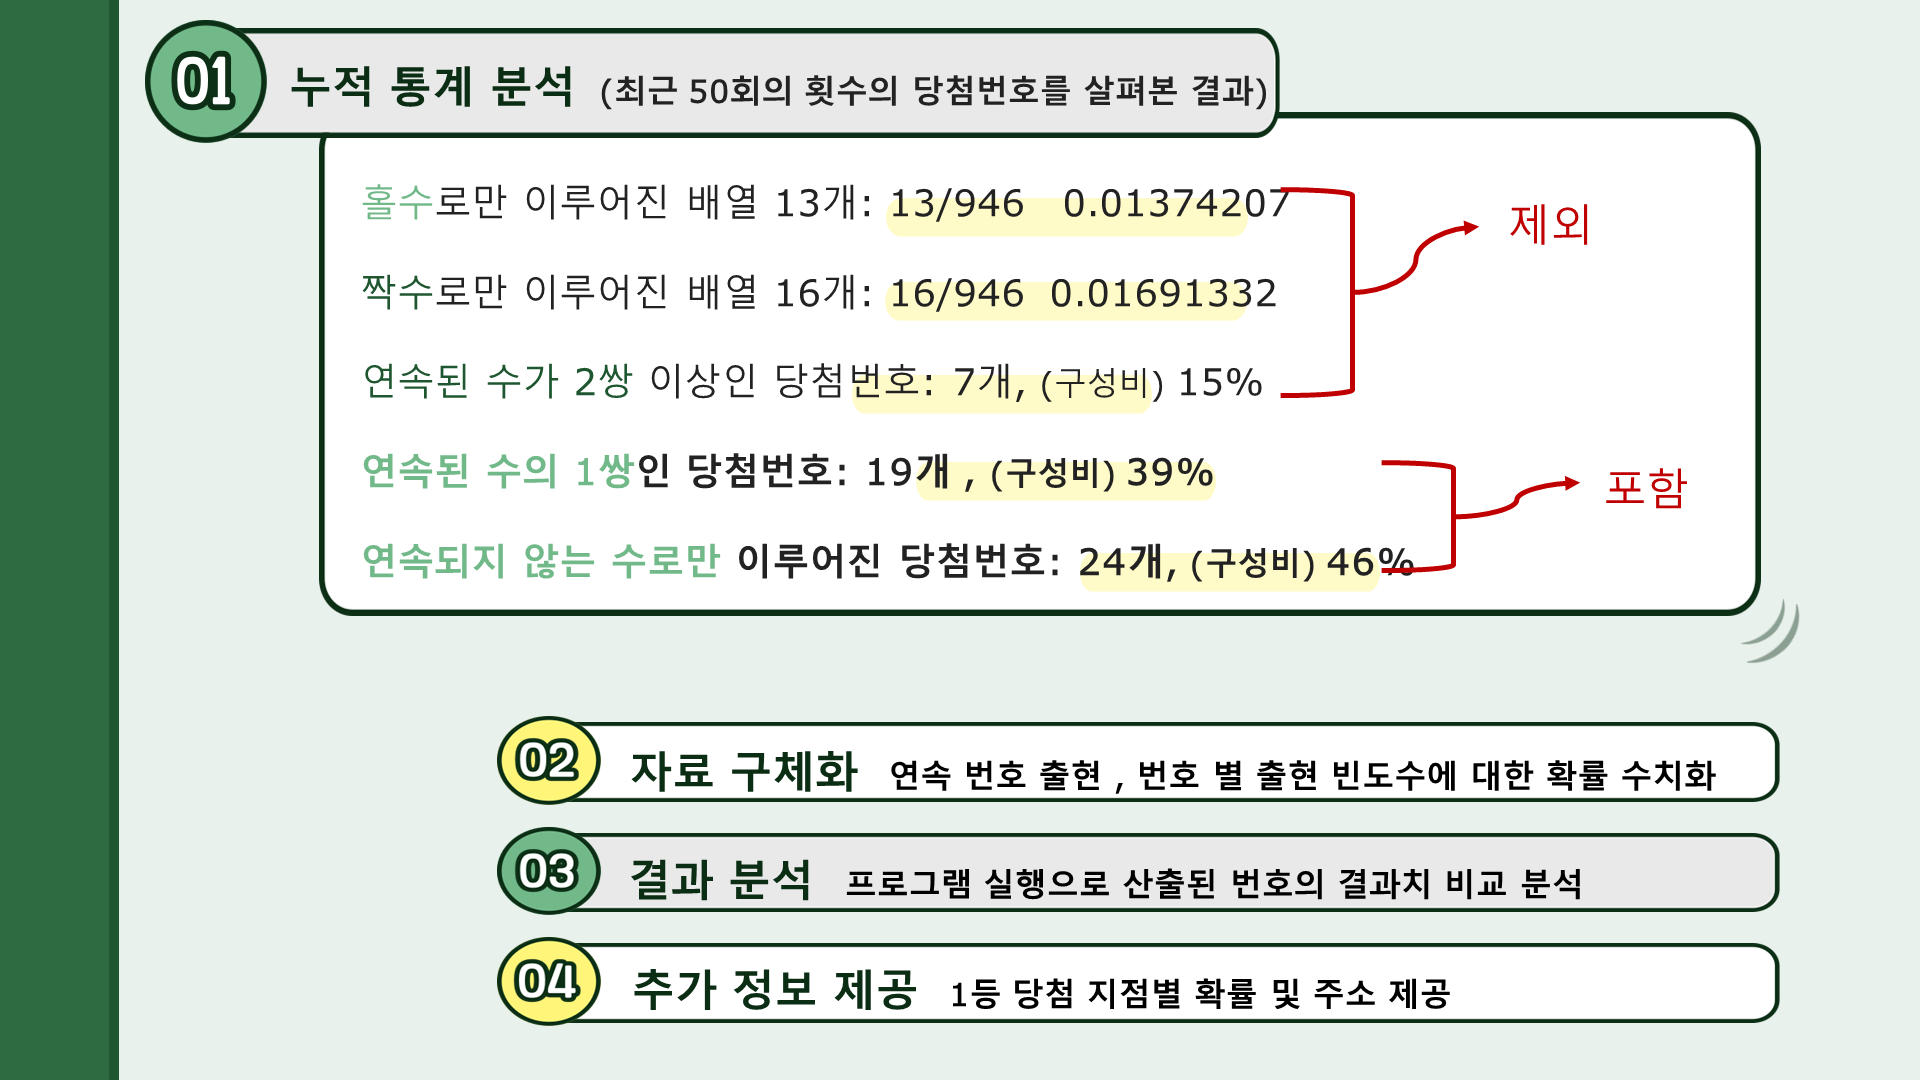 01 누적 통계 분석 (최근 50회의 횟수의 당첨번호를 살펴본 결과)
홀수로만 이루어진 배열 13개: 13/946 0.01374207
제외
짝수로만 이루어진 배열 16개: 16/946 0.01691332
연속된 수가 2쌍 이상인 당첨번호: 7개, (구성비) 15%
연속된 수의 1쌍인 당첨번호: 19개 , (구성비) 39%
포함
연속되지 않는 수로만 이루어진 당첨번호: 24개, (구성비) 46%
02 자료 구체화 연속 번호 출현 , 번호 별 출현 빈도수에 대한 확률 수치화
03 결과 분석 프로그램 실행으로 산출된 번호의 결과치 비교 분석
04 추가 정보 제공 1등 당첨 지점별 확률 및 주소 제공